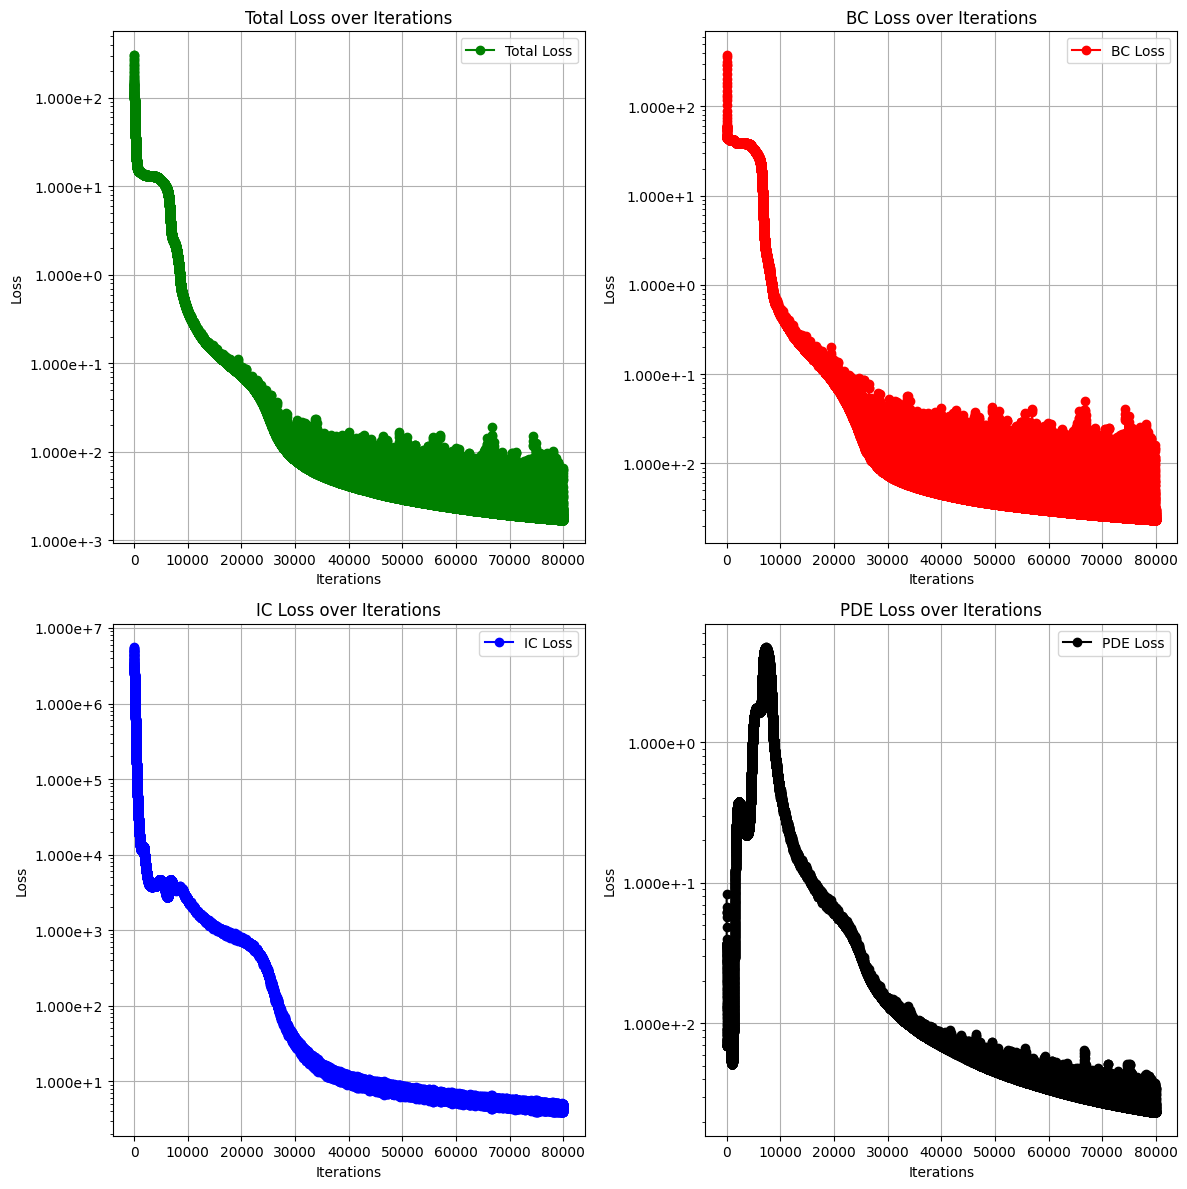 Total Loss over Iterations
Total Loss
1.000e+2
1.000e+1
1.000e+0
1.000e-1
1.000e-2
1.000e-3
Loss
0 10000 20000 30000 40000 50000 60000 70000 80000
Iterations
BC Loss over Iterations
BC Loss
1.000e+2
1.000e+1
1.000e+0
1.000e-1
1.000e-2
Loss
0 10000 20000 30000 40000 50000 60000 70000 80000
Iterations
IC Loss over Iterations
IC Loss
1.000e+7
1.000e+6
1.000e+5
1.000e+4
1.000e+3
1.000e+2
1.000e+1
Loss
0 10000 20000 30000 40000 50000 60000 70000 80000
Iterations
PDE Loss over Iterations
PDE Loss
1.000e+0
1.000e-1
1.000e-2
Loss
0 10000 20000 30000 40000 50000 60000 70000 80000
Iterations